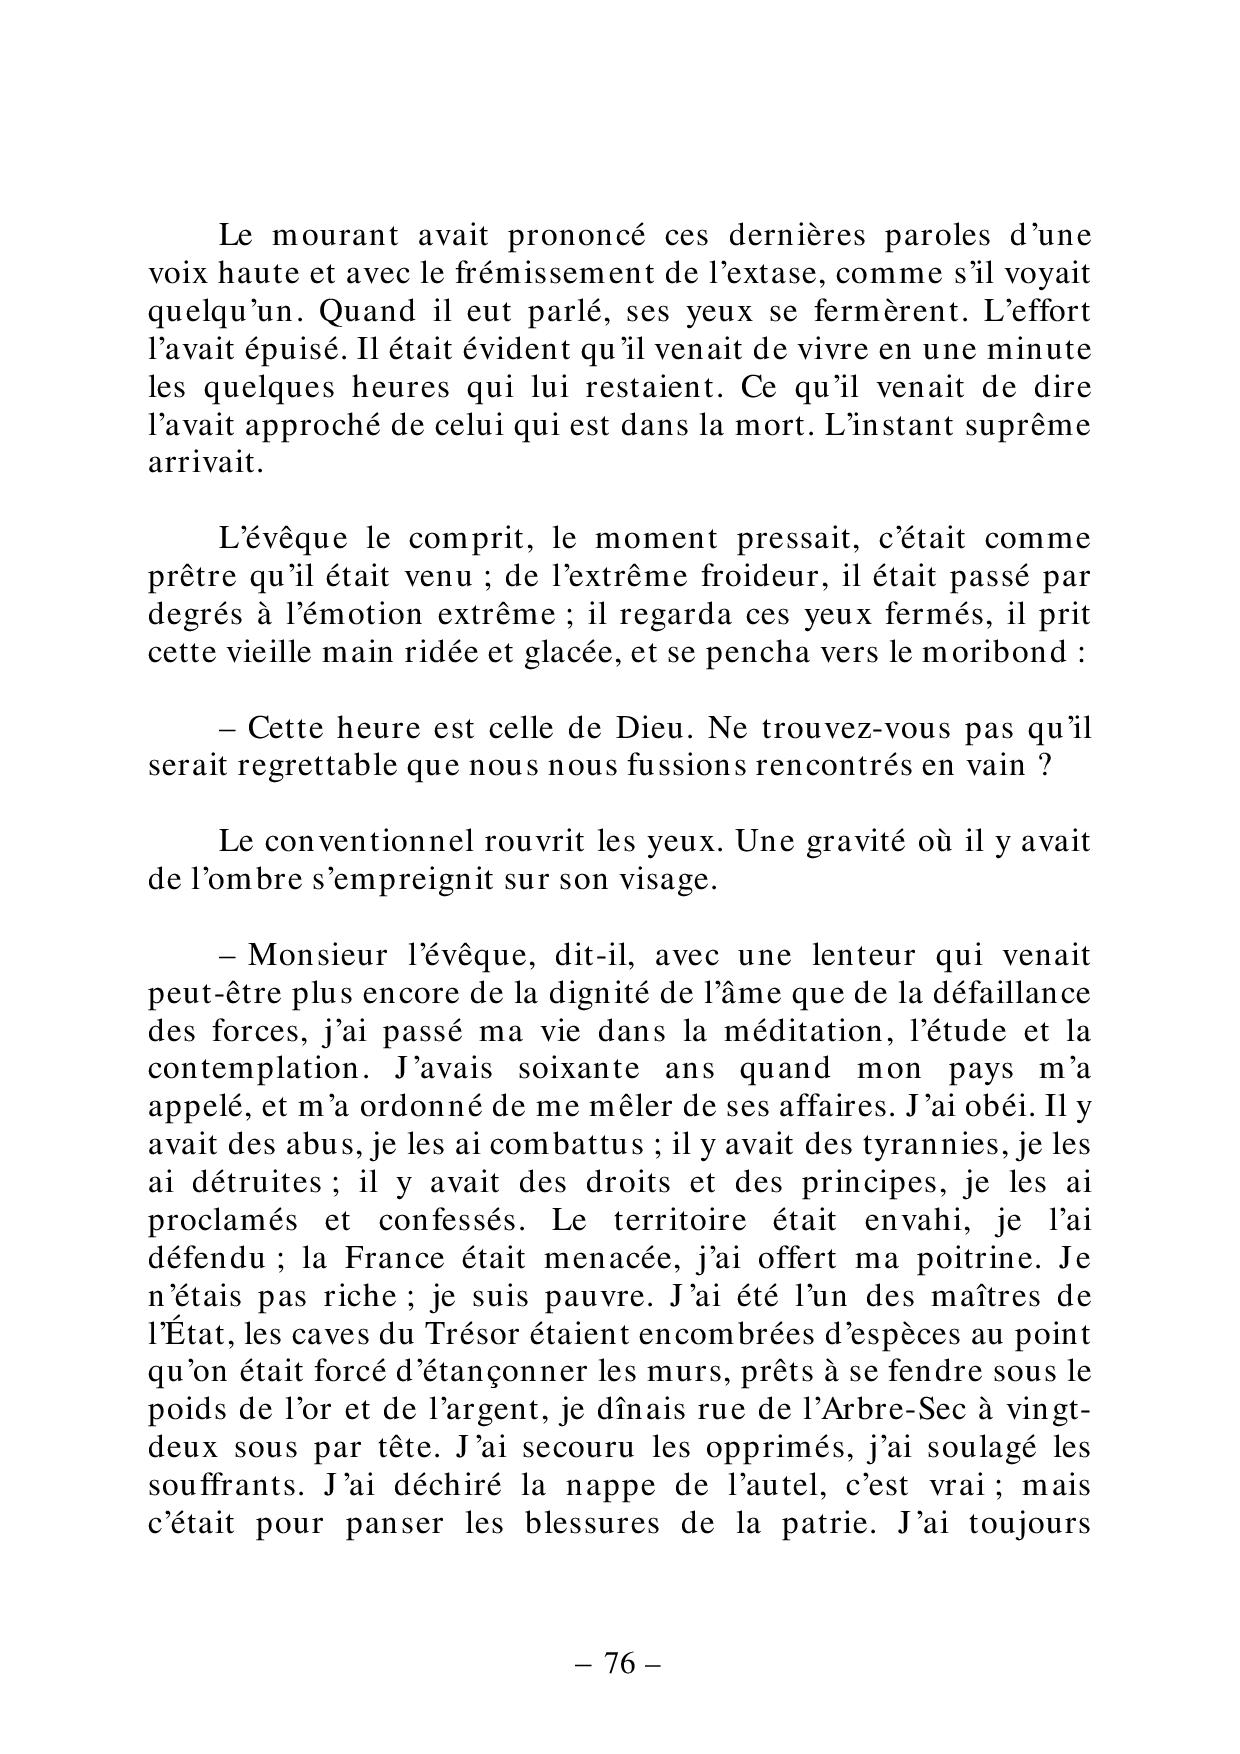 Le mourant avait prononcé ces dernières paroles d'une
voix haute et avec le frémissement de l'extase, comme s'il voyait
quelqu'un. Quand il eut parlé, ses yeux se fermèrent. L'effort
l'avait épuisé. Il était évident qu'il venait de vivre en une minute
les quelques heures qui lui restaient. Ce qu'il venait de dire
l'avait approché de celui qui est dans la mort. L'instant suprême
arrivait.
L'évêque le comprit, le moment pressait, c'était comme
prêtre qu'il était venu ; de l'extrême froideur, il était passé par
degrés à l'émotion extrême ; il regarda ces yeux fermés, il prit
cette vieille main ridée et glacée, et se pencha vers le moribond :
– Cette heure est celle de Dieu. Ne trouvez-vous pas qu'il
serait regrettable que nous nous fussions rencontrés en vain ?
Le conventionnel rouvrit les yeux. Une gravité où il y avait
de l'ombre s'empreignit sur son visage.
– Monsieur l'évêque, dit-il, avec une lenteur qui venait
peut-être plus encore de la dignité de l'âme que de la défaillance
des forces, j'ai passé ma vie dans la méditation, l'étude et la
contemplation. J'avais soixante ans quand mon pays m'a
appelé, et m'a ordonné de me mêler de ses affaires. J'ai obéi. Il y
avait des abus, je les ai combattus ; il y avait des tyrannies, je les
ai détruites ; il y avait des droits et des principes, je les ai
proclamés et confessés. Le territoire était envahi, je l'ai
défendu ; la France était menacée, j'ai offert ma poitrine. Je
n'étais pas riche ; je suis pauvre. J'ai été l'un des maîtres de
l'État, les caves du Trésor étaient encombrées d'espèces au point
qu'on était forcé d'étançonner les murs, prêts à se fendre sous le
poids de l'or et de l'argent, je dînais rue de l'Arbre-Sec à vingt-
deux sous par tête. J'ai secouru les opprimés, j'ai soulagé les
souffrants. J'ai déchiré la nappe de l'autel, c'est vrai ; mais
c'était pour panser les blessures de la patrie. J'ai toujours
– 76 –